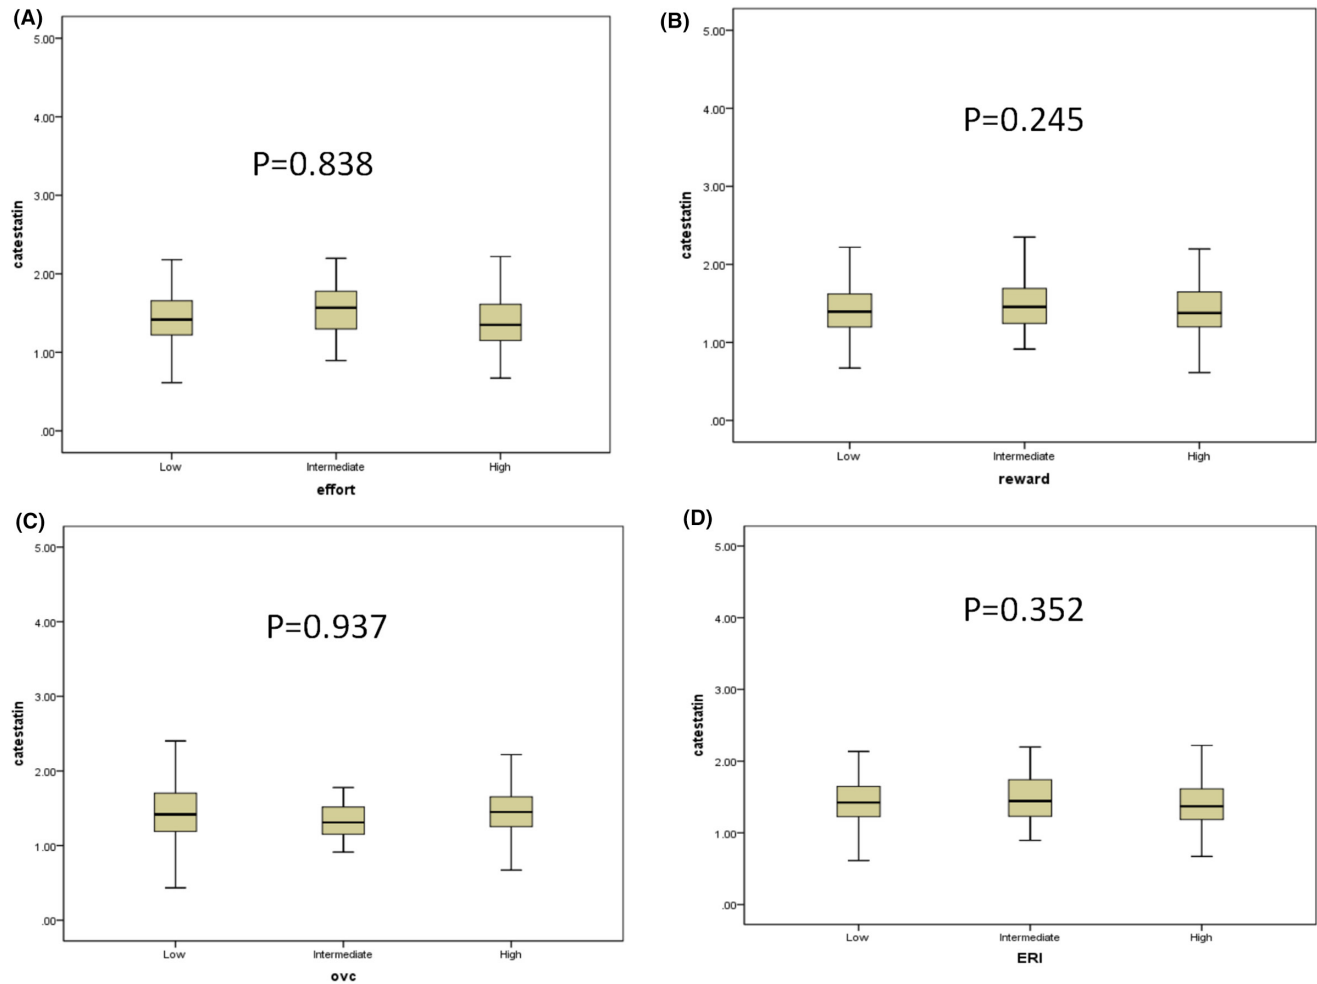 (A)
5.00
4.00
3.00
2.00
1.00
.00
catestatin
P=0.838
Low Intermediate High
effort
(B)
5.00
4.00
3.00
2.00
1.00
.00
catestatin
P=0.245
Low Intermediate High
reward
(C)
5.00
4.00
3.00
2.00
1.00
.00
catestatin
P=0.937
Low Intermediate High
ovc
(D)
5.00
4.00
3.00
2.00
1.00
.00
catestatin
P=0.352
Low Intermediate High
ERI